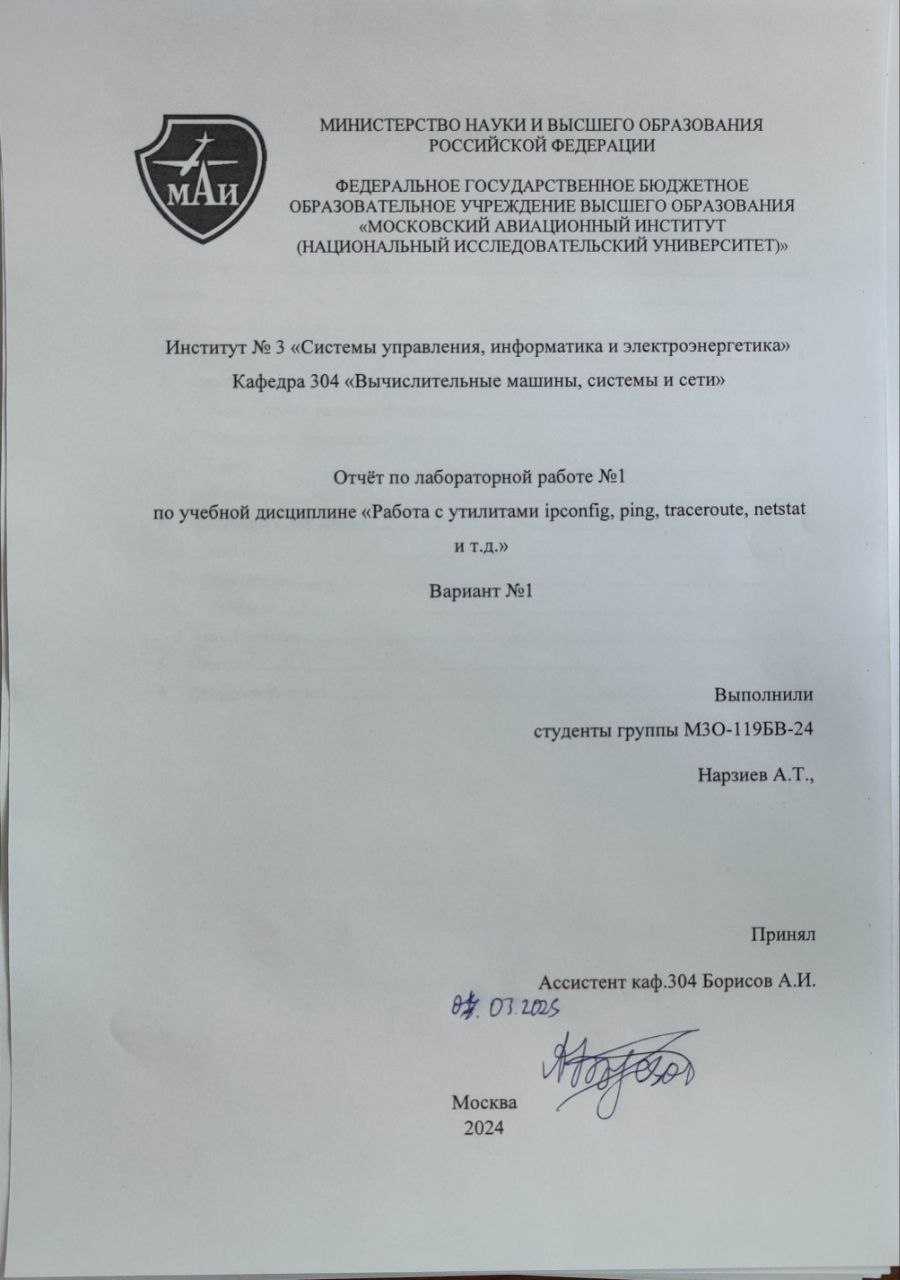 МАИ
МИНИСТЕРСТВО НАУКИ И ВЫСШЕГО ОБРАЗОВАНИЯ
РОССИЙСКОЙ ФЕДЕРАЦИИ
ФЕДЕРАЛЬНОЕ ГОСУДАРСТВЕННОЕ БЮДЖЕТНОЕ
ОБРАЗОВАТЕЛЬНОЕ УЧРЕЖДЕНИЕ ВЫСШЕГО ОБРАЗОВАНИЯ
«МОСКОВСКИЙ АВИАЦИОННЫЙ ИНСТИТУТ
(НАЦИОНАЛЬНЫЙ ИССЛЕДОВАТЕЛЬСКИЙ УНИВЕРСИТЕТ)»
Институт № 3 «Системы управления, информатика и электроэнергетика»
Кафедра 304 «Вычислительные машины, системы и сети»
Отчёт по лабораторной работе №1
по учебной дисциплине «Работа с утилитами ipconfig, ping, traceroute, netstat
и т.д.»
Вариант №1
Выполнили
студенты группы М3О-119БВ-24
Нарзиев А.Т.,
Принял
Ассистент каф.304 Борисов А.И.
03.2025
Москва
2024